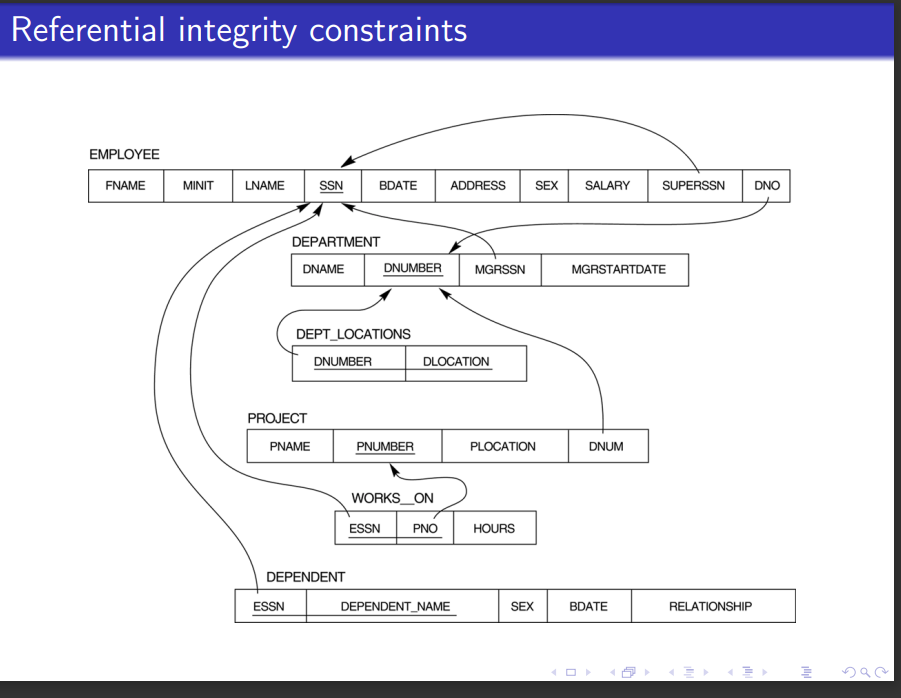 Referential integrity constraints
EMPLOYEE
FNAME MINIT LNAME SSN BDATE ADDRESS SEX SALARY SUPERSSN DNO
DEPARTMENT
DNAME DNUMBER MGRSSN MGRSTARTDATE
DEPT_LOCATIONS
DNUMBER DLOCATION
PROJECT
PNAME PNUMBER PLOCATION DNUM
WORKS__ON
ESSN PNO HOURS
DEPENDENT
ESSN DEPENDENT_NAME SEX BDATE RELATIONSHIP